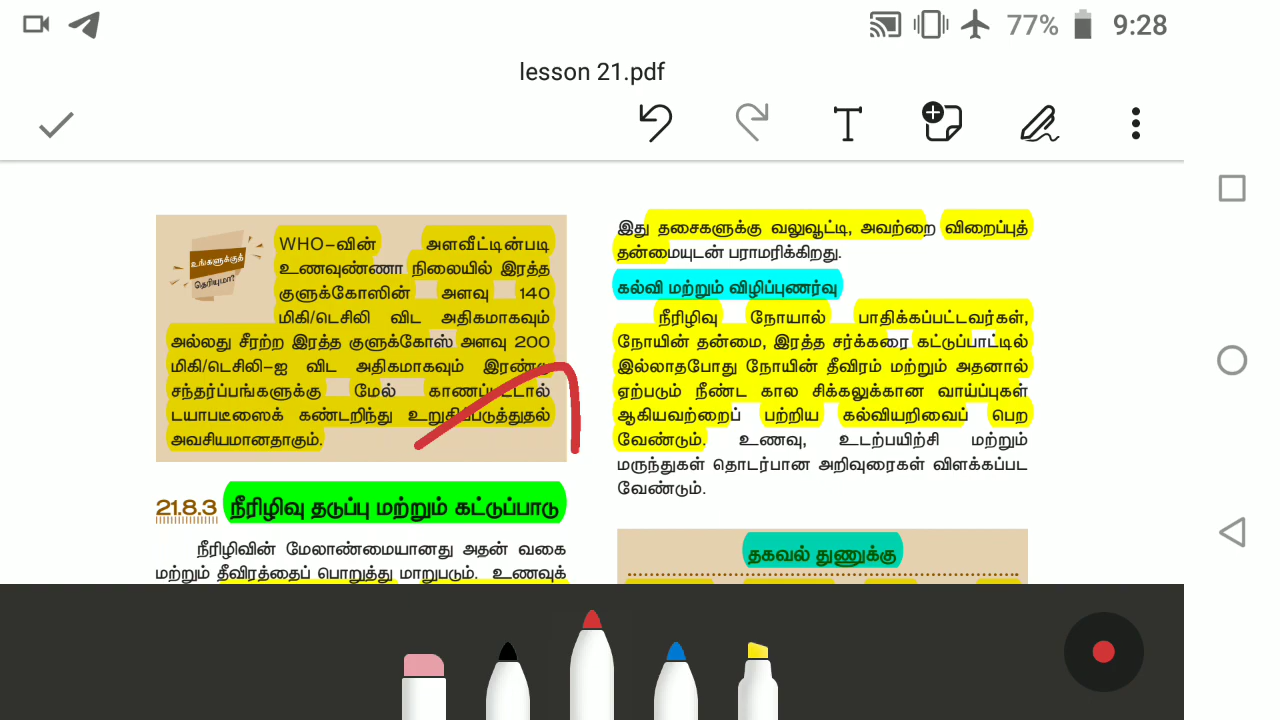 77% 9:28
lesson 21.pdf
உங்களுக்குத்
தெரியுமா?
WHO-வின் அளவீட்டின்படி
உணவுண்ணா நிலையில் இரத்த
குளுக்கோஸின் அளவு 140
மிகி/டெசிலி விட அதிகமாகவும்
அல்லது சீரற்ற இரத்த குளுக்கோஸ் அளவு 200
மிகி/டெசிலி-ஐ விட அதிகமாகவும் இரண்டு
சந்தர்ப்பங்களுக்கு மேல் காணப்பட்டால்
டயாபடீஸைக் கண்டறிந்து உறுதிப்படுத்துதல்
அவசியமானதாகும்.
21.8.3 நீரிழிவு தடுப்பு மற்றும் கட்டுப்பாடு
நீரிழிவின் மேலாண்மையானது அதன் வகை
மற்றும் தீவிரத்தைப் பொறுத்து மாறுபடும். உணவுக்
இது தசைகளுக்கு வலுவூட்டி, அவற்றை விறைப்புத்
தன்மையுடன் பராமரிக்கிறது.
கல்வி மற்றும் விழிப்புணர்வு
நீரிழிவு நோயால் பாதிக்கப்பட்டவர்கள்,
நோயின் தன்மை, இரத்த சர்க்கரை கட்டுப்பாட்டில்
இல்லாதபோது நோயின் தீவிரம் மற்றும் அதனால்
ஏற்படும் நீண்ட கால சிக்கலுக்கான வாய்ப்புகள்
ஆகியவற்றைப் பற்றிய கல்வியறிவைப் பெற
வேண்டும். உணவு, உடற்பயிற்சி மற்றும்
மருந்துகள் தொடர்பான அறிவுரைகள் விளக்கப்பட
வேண்டும்.
தகவல் துணுக்கு